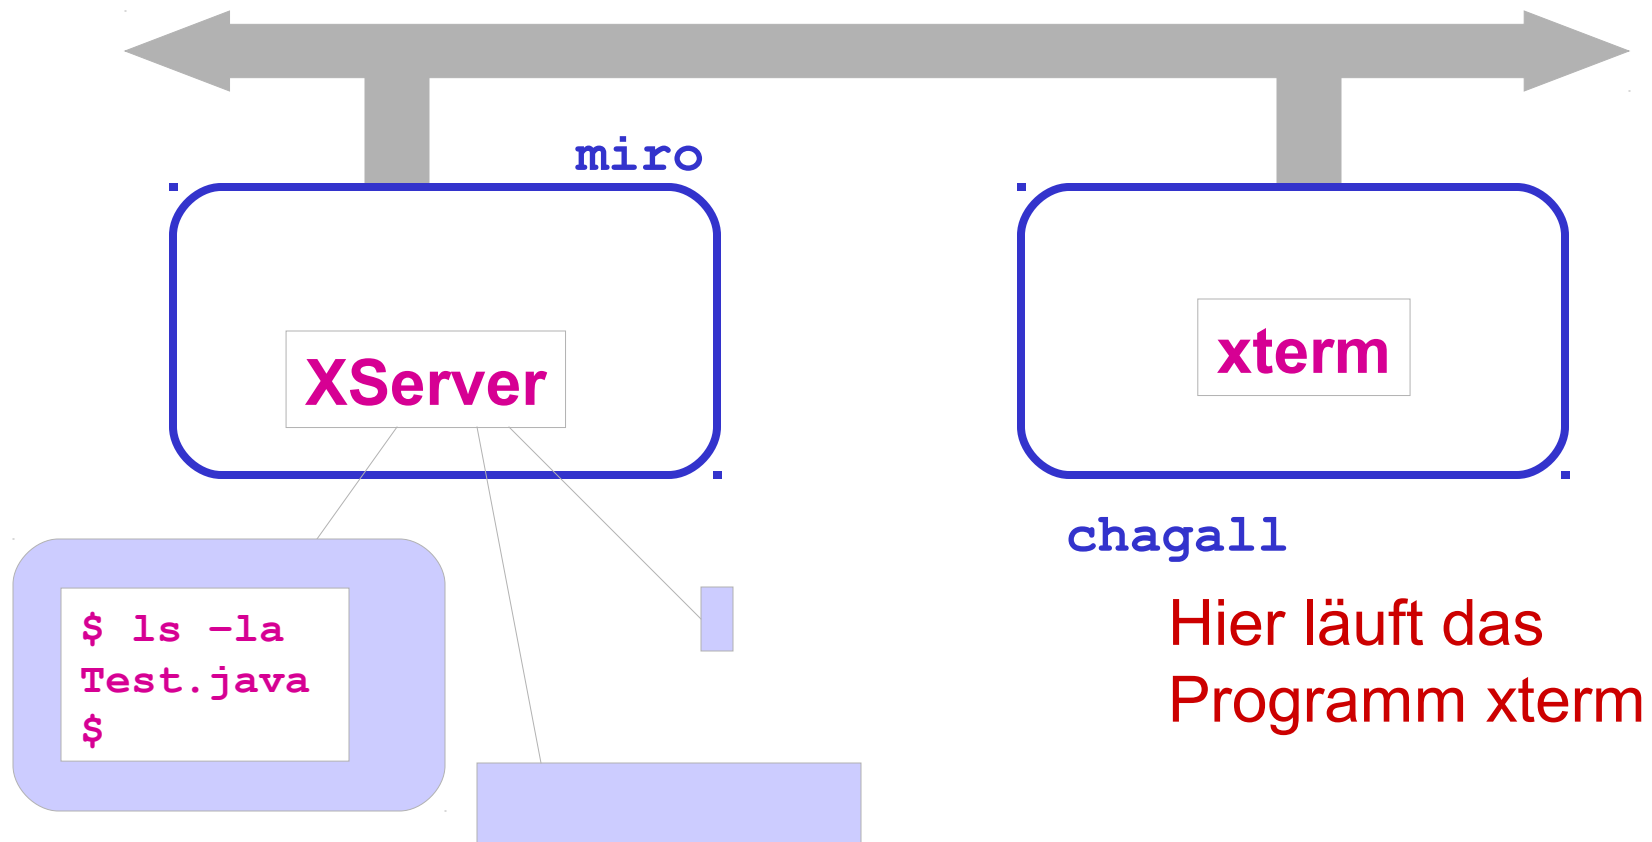 miro
XServer
xterm
chagall
$ ls –la
Test.java
$
Hier läuft das
Programm xterm